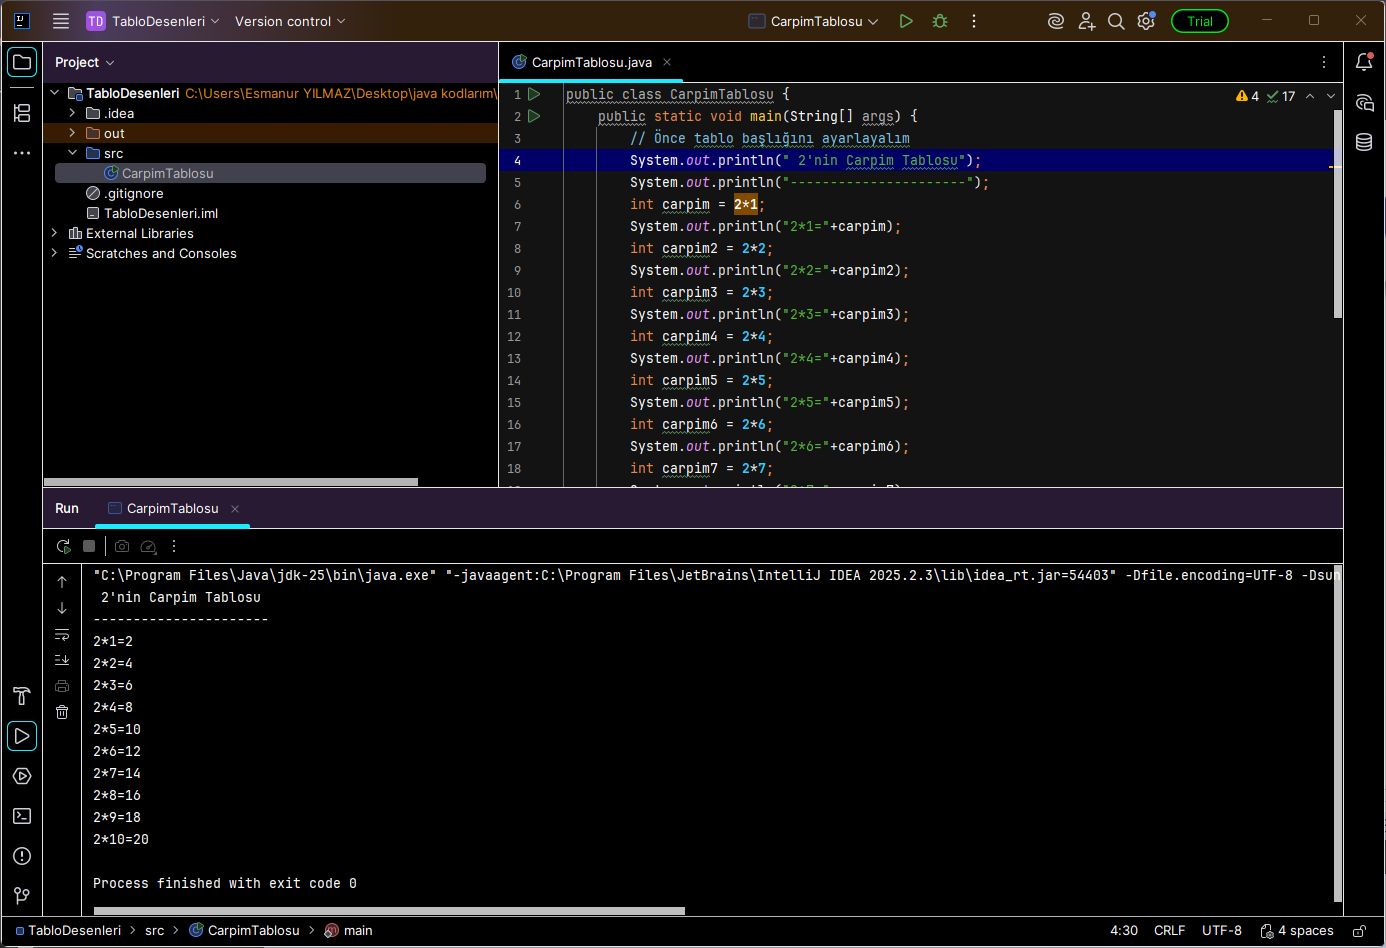 TD TabloDesenleri Version control CarpimTablosu Trial
Project
CarpimTablosu.java
TabloDesenleri C:\Users\Esmanur YILMAZ\Desktop\java kodlarım\
.idea
out
src
CarpimTablosu
.gitignore
TabloDesenleri.iml
External Libraries
Scratches and Consoles
4 17
1 public class CarpimTablosu {
2 public static void main(String[] args) {
3 // Önce tablo başlığını ayarlayalım
4 System.out.println(" 2'nin Carpim Tablosu");
5 System.out.println("----------------------");
6 int carpim = 2*1;
7 System.out.println("2*1="+carpim);
8 int carpim2 = 2*2;
9 System.out.println("2*2="+carpim2);
10 int carpim3 = 2*3;
11 System.out.println("2*3="+carpim3);
12 int carpim4 = 2*4;
13 System.out.println("2*4="+carpim4);
14 int carpim5 = 2*5;
15 System.out.println("2*5="+carpim5);
16 int carpim6 = 2*6;
17 System.out.println("2*6="+carpim6);
18 int carpim7 = 2*7;
Run CarpimTablosu
"C:\Program Files\Java\jdk-25\bin\java.exe" "-javaagent:C:\Program Files\JetBrains\IntelliJ IDEA 2025.2.3\lib\idea_rt.jar=54403" -Dfile.encoding=UTF-8 -Dsun
2'nin Carpim Tablosu
----------------------
2*1=2
2*2=4
2*3=6
2*4=8
2*5=10
2*6=12
2*7=14
2*8=16
2*9=18
2*10=20
Process finished with exit code 0
TabloDesenleri > src > CarpimTablosu > main 4:30 CRLF UTF-8 4 spaces